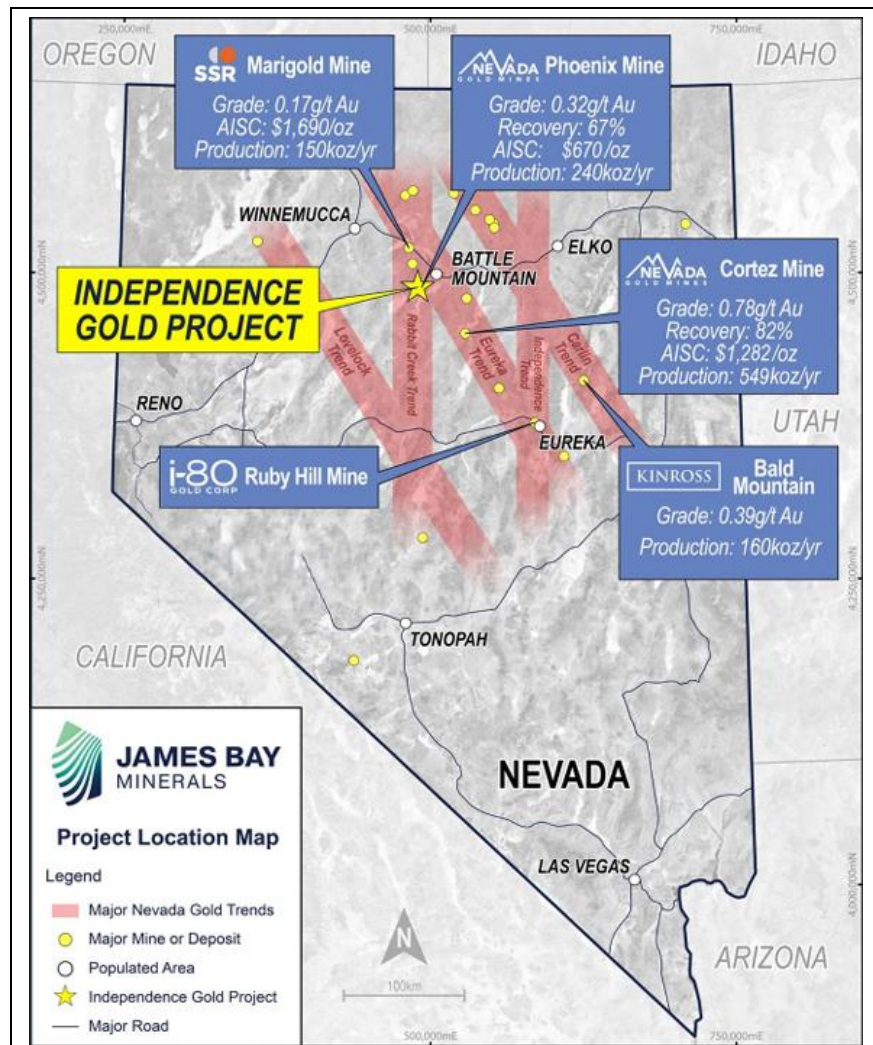 250,000mE
500,000mE
750,000mE
OREGON
IDAHO
SSR
Marigold Mine
Grade: 0.17g/t Au
AISC: $1,690/oz
Production: 150koz/yr
NEVADA
GOLD MINES
Phoenix Mine
Grade: 0.32g/t Au
Recovery: 67%
AISC: $670/oz
Production: 240koz/yr
WINNEMUCCA
BATTLE
MOUNTAIN
ELKO
4,500,000mN
4,500,000mN
INDEPENDENCE
GOLD PROJECT
NEVADA
GOLD MINES
Cortez Mine
Grade: 0.78g/t Au
Recovery: 82%
AISC: $1,282/oz
Production: 549koz/yr
Lovelock
Trend
Rabbit Creek Trend
Eureka
Trend
Independence
Trend
Carlin
Trend
RENO
UTAH
EUREKA
i-80
GOLD CORP
Ruby Hill Mine
KINROSS
Bald
Mountain
Grade: 0.39g/t Au
Production: 160koz/yr
4,250,000mN
4,250,000mN
TONOPAH
CALIFORNIA
JAMES BAY
MINERALS
NEVADA
Project Location Map
Legend
Major Nevada Gold Trends
Major Mine or Deposit
Populated Area
Independence Gold Project
Major Road
LAS VEGAS
4,000,000mN
N
ARIZONA
100km
500,000mE
750,000mE